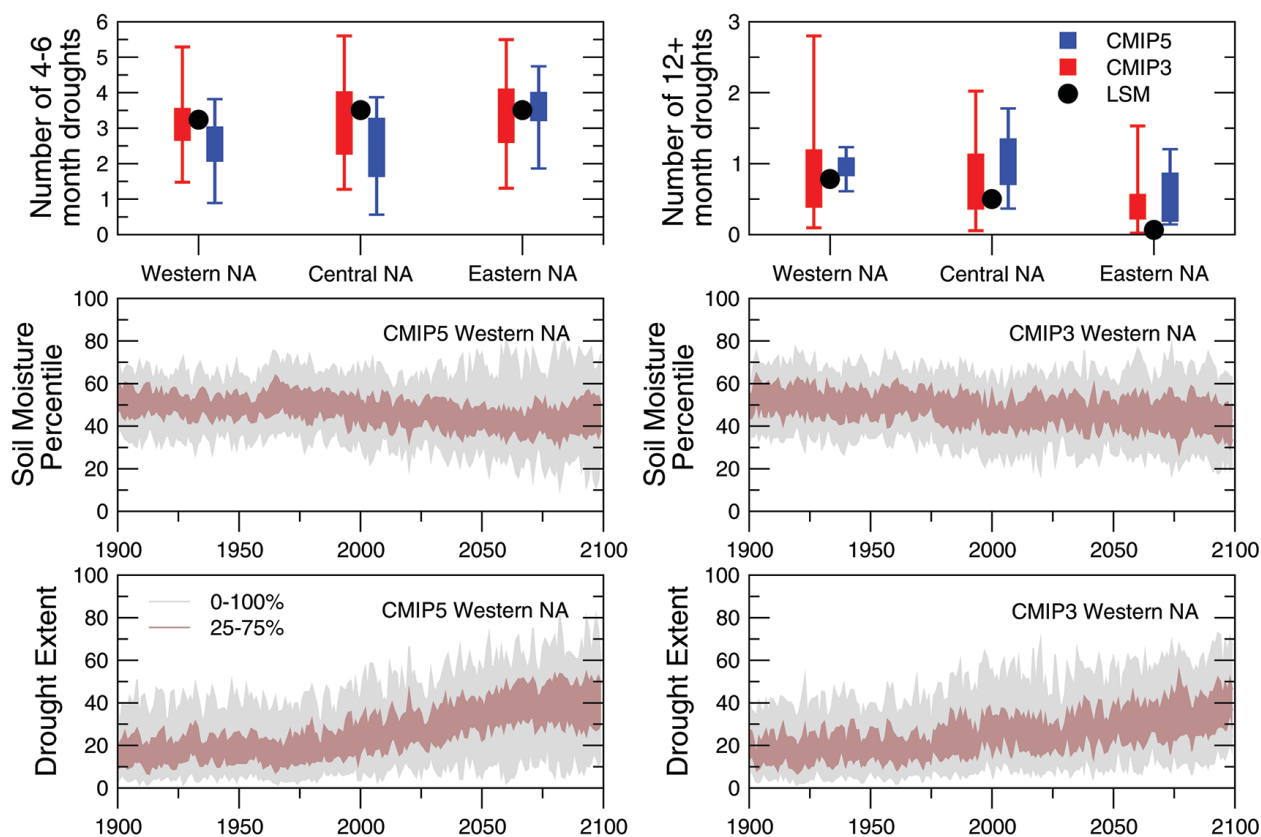 Number of 4-6
month droughts
6
5
4
3
2
1
0
Western NA
Central NA
Eastern NA
Number of 12+
month droughts
3
2
1
0
CMIP5
CMIP3
LSM
Western NA
Central NA
Eastern NA
Soil Moisture
Percentile
100
80
60
40
20
0
CMIP5 Western NA
1900
1950
2000
2050
2100
Soil Moisture
Percentile
100
80
60
40
20
0
CMIP3 Western NA
1900
1950
2000
2050
2100
Drought Extent
100
80
60
40
20
0
0-100%
25-75%
CMIP5 Western NA
1900
1950
2000
2050
2100
Drought Extent
100
80
60
40
20
0
CMIP3 Western NA
1900
1950
2000
2050
2100